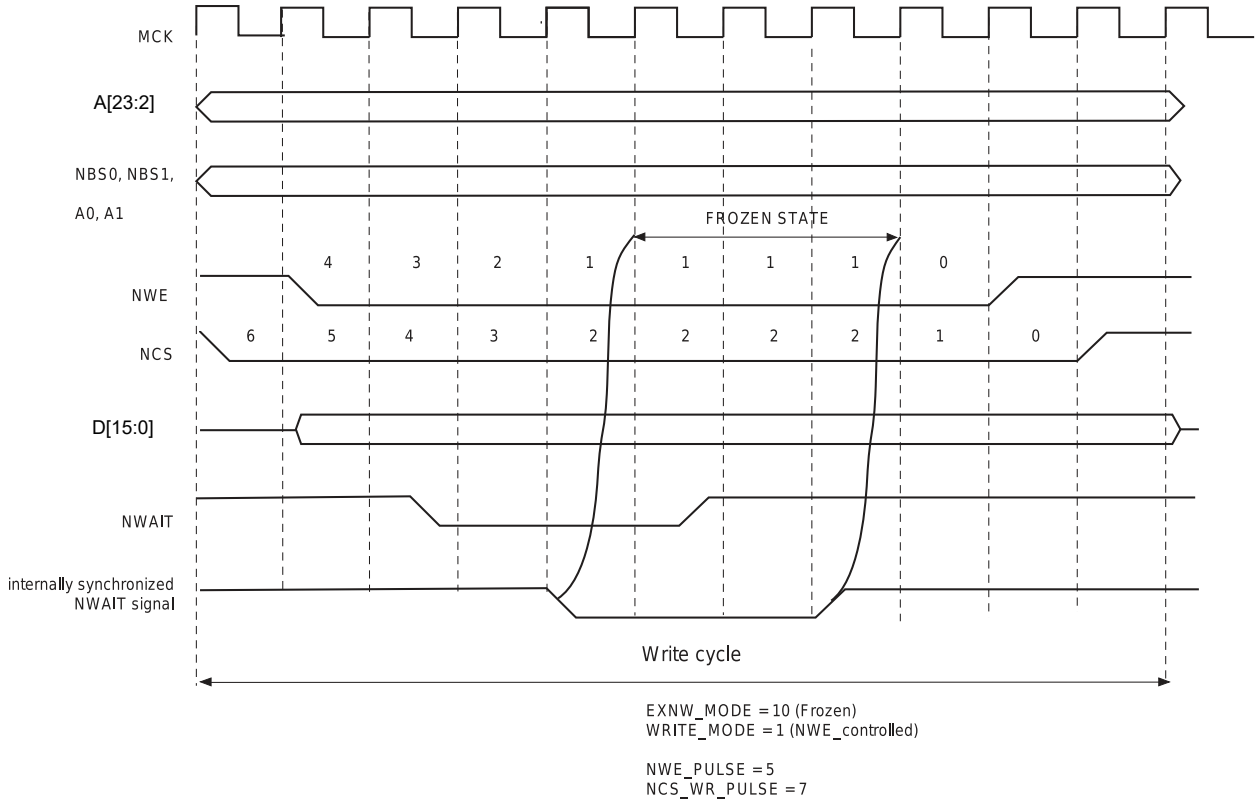 MCK
A[23:2]
NBS0, NBS1,
A0, A1
FROZEN STATE
4 3 2 1 1 1 1 0
NWE
6 5 4 3 2 2 2 2 1 0
NCS
D[15:0]
NWAIT
internally synchronized
NWAIT signal
Write cycle
EXNW_MODE = 10 (Frozen)
WRITE_MODE = 1 (NWE_controlled)
NWE_PULSE = 5
NCS_WR_PULSE = 7